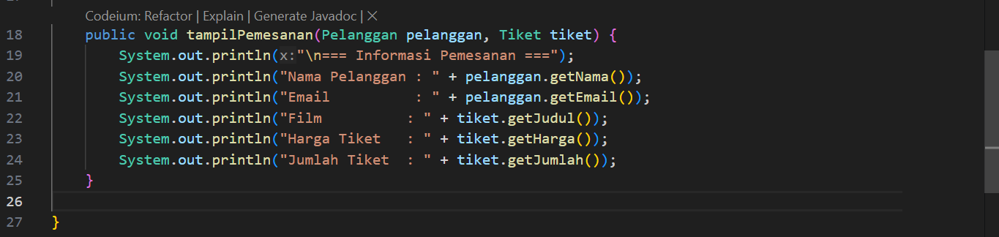 Codeium: Refactor | Explain | Generate Javadoc | ×
18 public void tampilPemesanan(Pelanggan pelanggan, Tiket tiket) {
19 System.out.println(x:"\n=== Informasi Pemesanan ===");
20 System.out.println("Nama Pelanggan : " + pelanggan.getNama());
21 System.out.println("Email          : " + pelanggan.getEmail());
22 System.out.println("Film          : " + tiket.getJudul());
23 System.out.println("Harga Tiket   : " + tiket.getHarga());
24 System.out.println("Jumlah Tiket  : " + tiket.getJumlah());
25 }
26
27 }